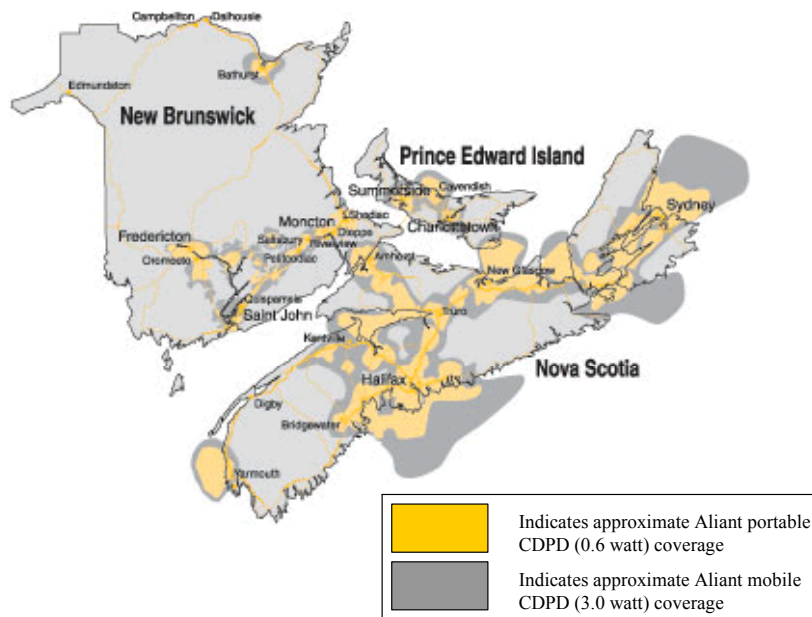 Campbellton
Dalhousie
Bathurst
Edmundston
New Brunswick
Prince Edward Island
Summerside
Cavendish
Charlottetown
Sydney
Moncton
Shediac
Dieppe
Fredericton
Salisbury
Riverview
Oromocto
Petitcodiac
Amherst
New Glasgow
Quispamsis
Saint John
Truro
Kentville
Nova Scotia
Halifax
Digby
Bridgewater
Yarmouth
Indicates approximate Aliant portable
CDPD (0.6 watt) coverage
Indicates approximate Aliant mobile
CDPD (3.0 watt) coverage